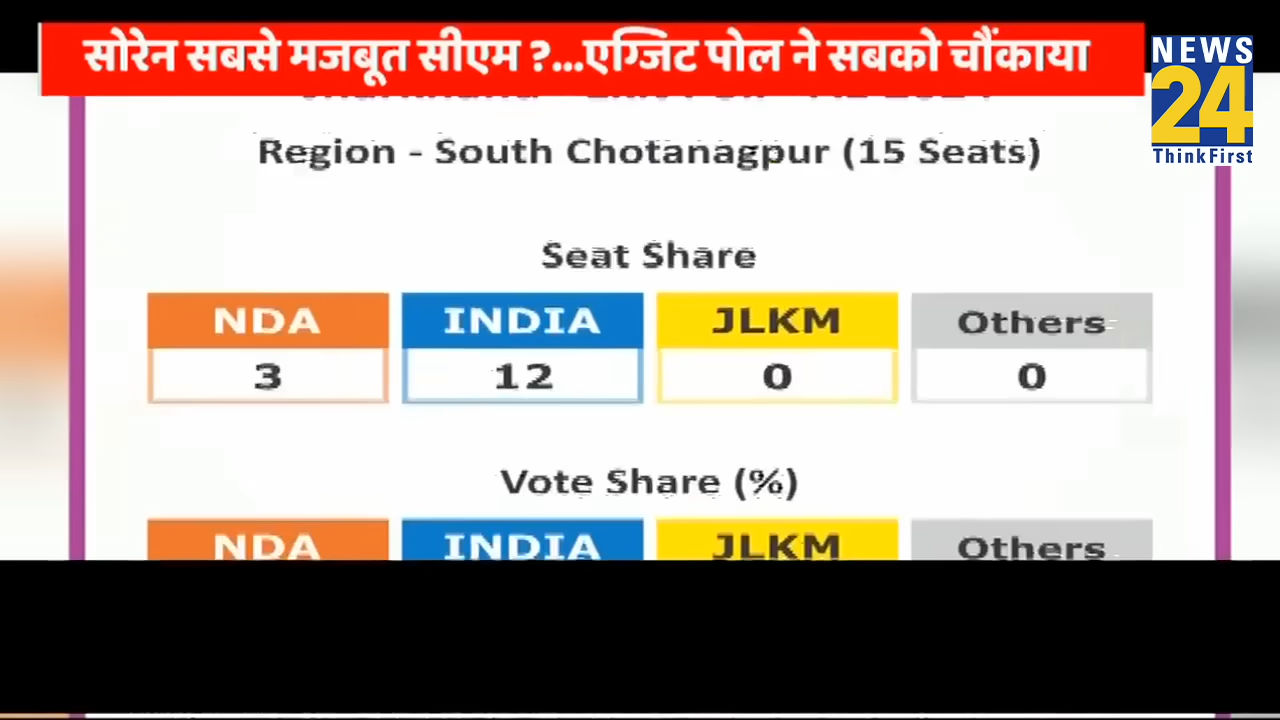 सोरेन सबसे मजबूत सीएम ?...एग्जिट पोल ने सबको चौंकाया
NEWS
24
ThinkFirst
Region - South Chotanagpur (15 Seats)
Seat Share
NDA INDIA JLKM Others
3 12 0 0
Vote Share (%)
NDA INDIA JLKM Others